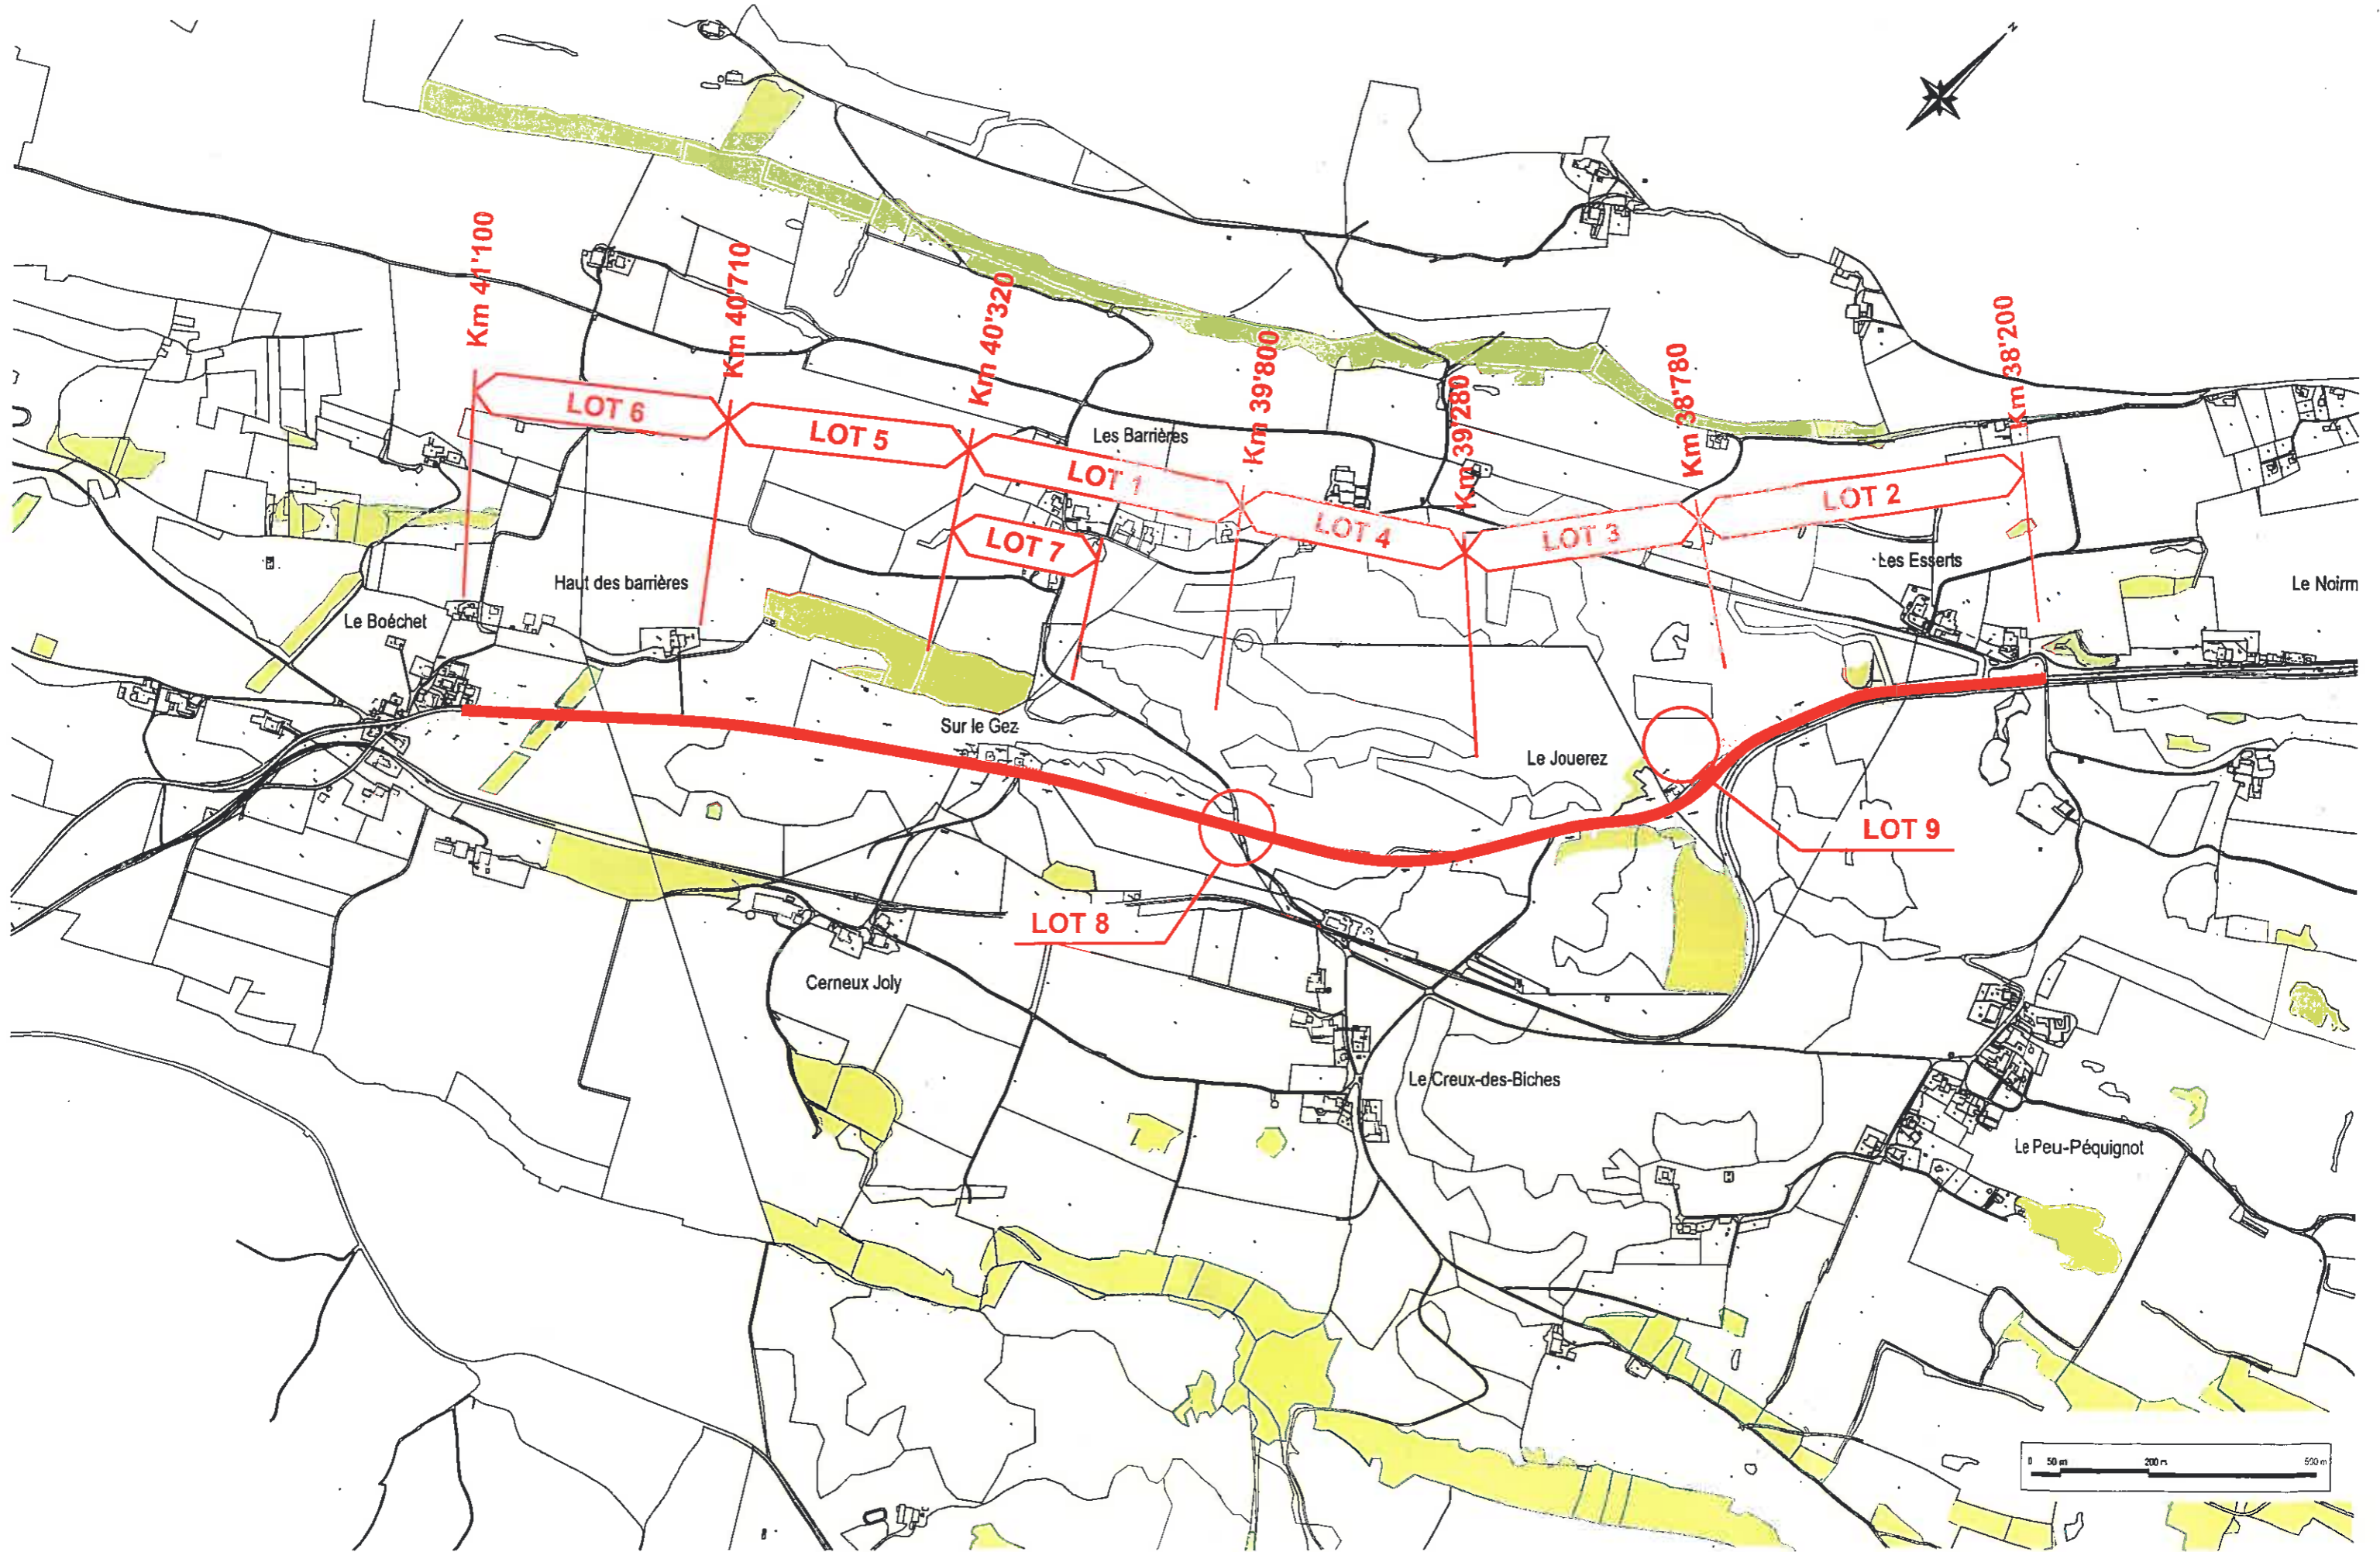 N
Km 41'100
Km 40'710
Km 40'320
Km 39'800
Km 39'280
Km 38'780
Km 38'200
LOT 6
LOT 5
LOT 1
LOT 4
LOT 3
LOT 2
LOT 7
Les Barrières
Les Esserts
Le Noirm
Haut des barrières
Le Boéchet
Sur le Gez
Le Jouerez
LOT 9
LOT 8
Cerneux Joly
Le Creux-des-Biches
Le Peu-Péquignot
0 50 m 200 m 500 m